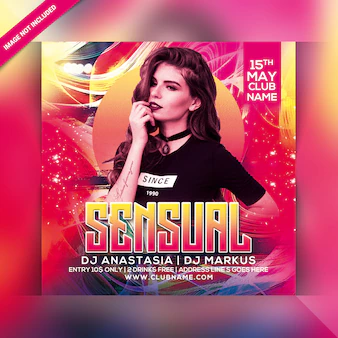 IMAGE NOT INCLUDED
15TH
MAY
CLUB
NAME
SINCE
1990
SENSUAL
DJ ANASTASIA | DJ MARKUS
ENTRY 10$ ONLY | 2 DRINKS FREE | ADDRESS LINE'S GOES HERE
WWW.CLUBNAME.COM